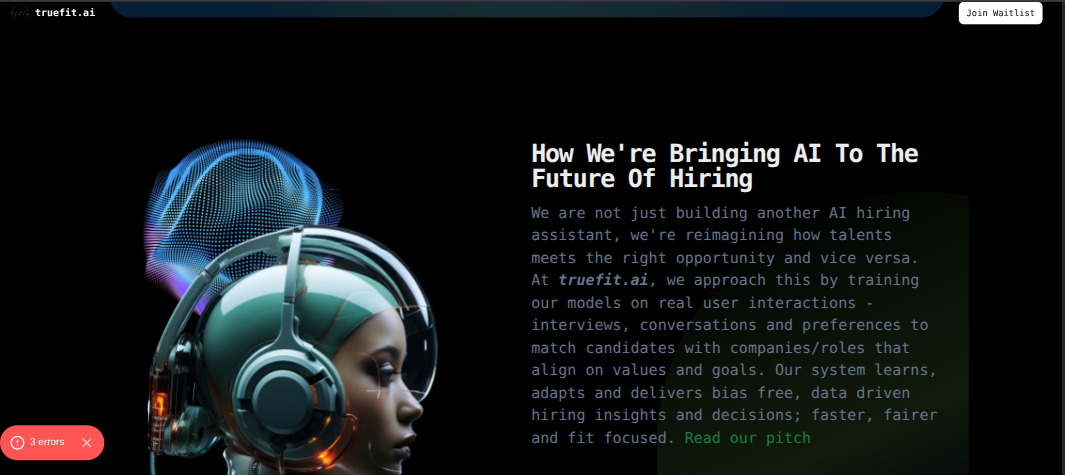 truefit.ai
Join Waitlist
How We're Bringing AI To The
Future Of Hiring
We are not just building another AI hiring
assistant, we're reimagining how talents
meets the right opportunity and vice versa.
At truefit.ai, we approach this by training
our models on real user interactions -
interviews, conversations and preferences to
match candidates with companies/roles that
align on values and goals. Our system learns,
adapts and delivers bias free, data driven
hiring insights and decisions; faster, fairer
and fit focused. Read our pitch
3 errors